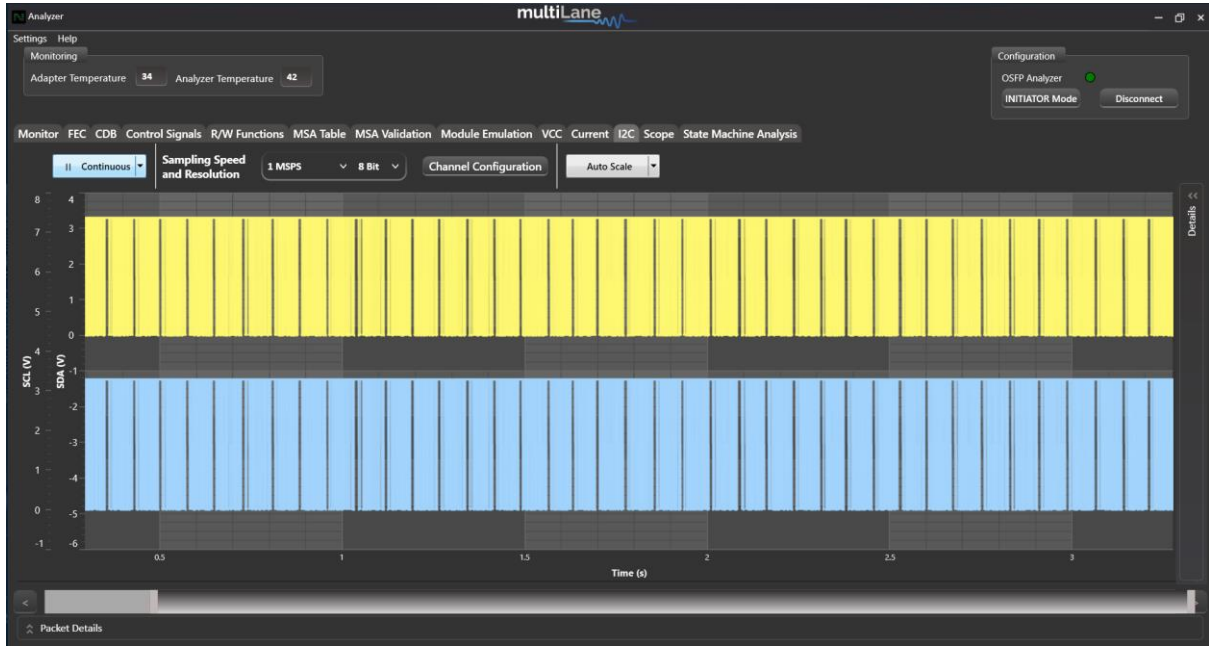 Analyzer
multiLane
Settings Help
Monitoring
Adapter Temperature 34 Analyzer Temperature 42
Configuration
OSFP Analyzer
INITIATOR Mode Disconnect
Monitor FEC CDB Control Signals R/W Functions MSA Table MSA Validation Module Emulation VCC Current I2C Scope State Machine Analysis
Continuous
Sampling Speed
and Resolution
1 MSPS 8 Bit
Channel Configuration
Auto Scale
Details
SCL (V)
8
7
6
5
4
3
2
1
0
-1
SDA (V)
4
3
2
1
0
-1
-2
-3
-4
-5
-6
0.5 1 1.5 2 2.5 3
Time (s)
Packet Details